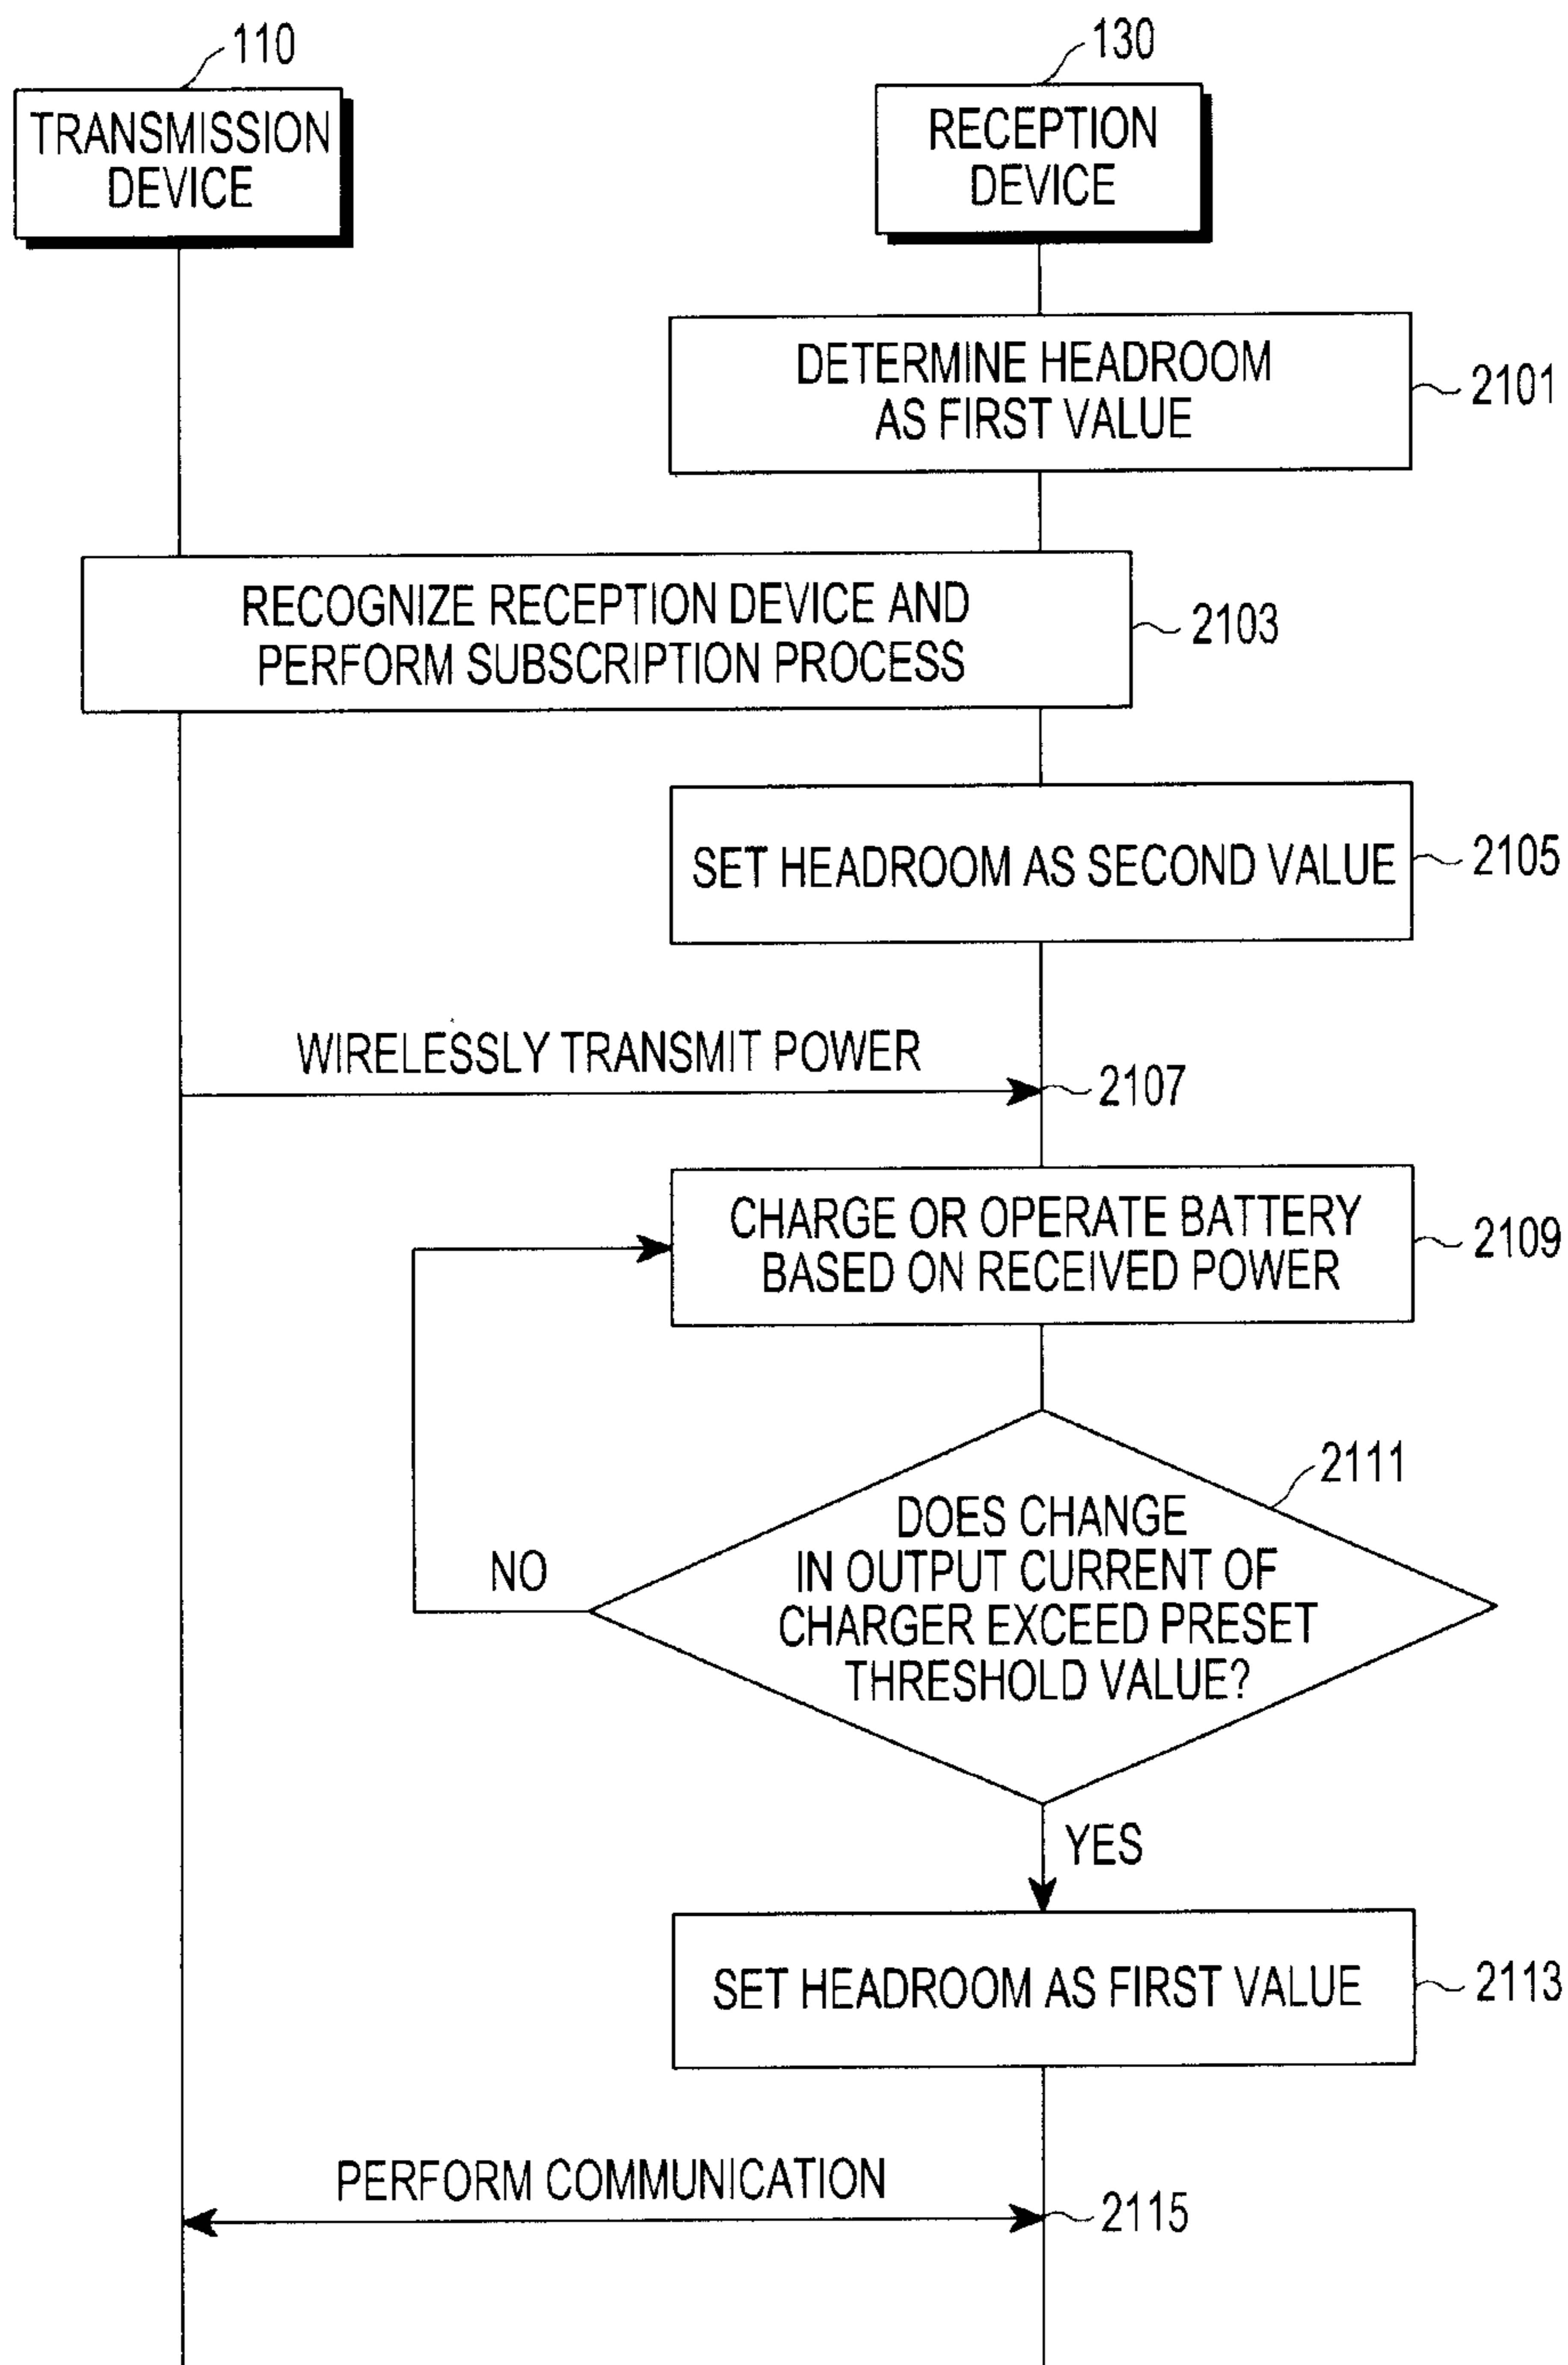 110
130
TRANSMISSION
DEVICE
RECEPTION
DEVICE
DETERMINE HEADROOM
AS FIRST VALUE
2101
RECOGNIZE RECEPTION DEVICE AND
PERFORM SUBSCRIPTION PROCESS
2103
SET HEADROOM AS SECOND VALUE
2105
WIRELESSLY TRANSMIT POWER
2107
CHARGE OR OPERATE BATTERY
BASED ON RECEIVED POWER
2109
2111
DOES CHANGE
IN OUTPUT CURRENT OF
CHARGER EXCEED PRESET
THRESHOLD VALUE?
NO
YES
SET HEADROOM AS FIRST VALUE
2113
PERFORM COMMUNICATION
2115